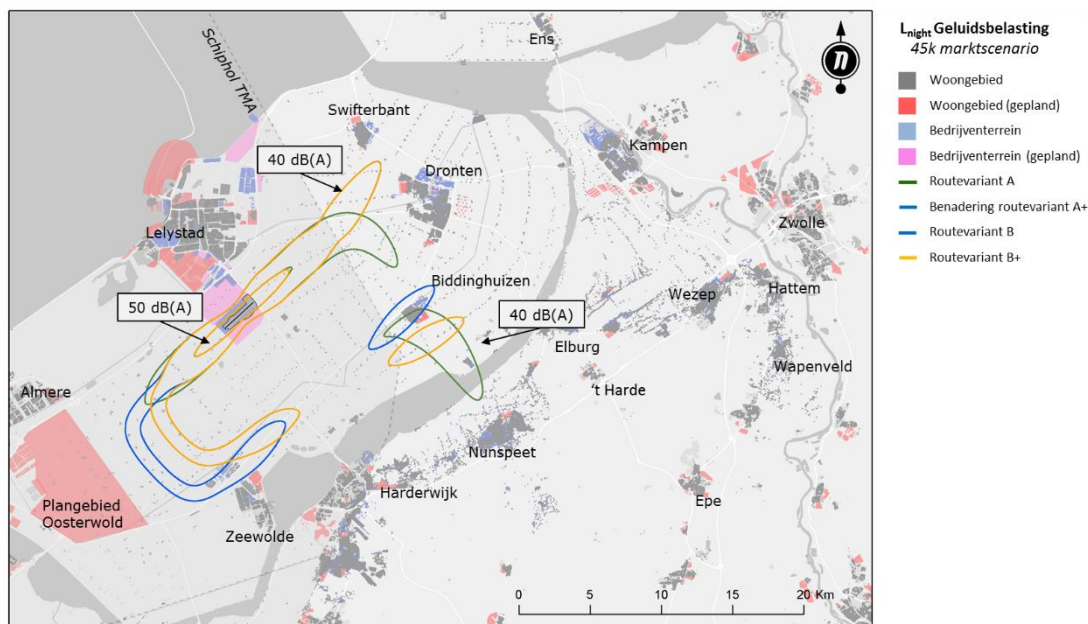 Ens
Schiphol TMA
Swifterbant
40 dB(A)
Kampen
Dronten
Zwolle
Lelystad
Biddinghuizen
Hattem
Wezep
50 dB(A)
40 dB(A)
Elburg
Wapenveld
Almere
‘t Harde
Nunspeet
Harderwijk
Epe
Plangebied
Oosterwold
Zeewolde
0 5 10 15 20 Km
Lnight Geluidsbelasting
45k marktscenario
Woongebied
Woongebied (gepland)
Bedrijventerrein
Bedrijventerrein (gepland)
Routevariant A
Benadering routevariant A+
Routevariant B
Routevariant B+